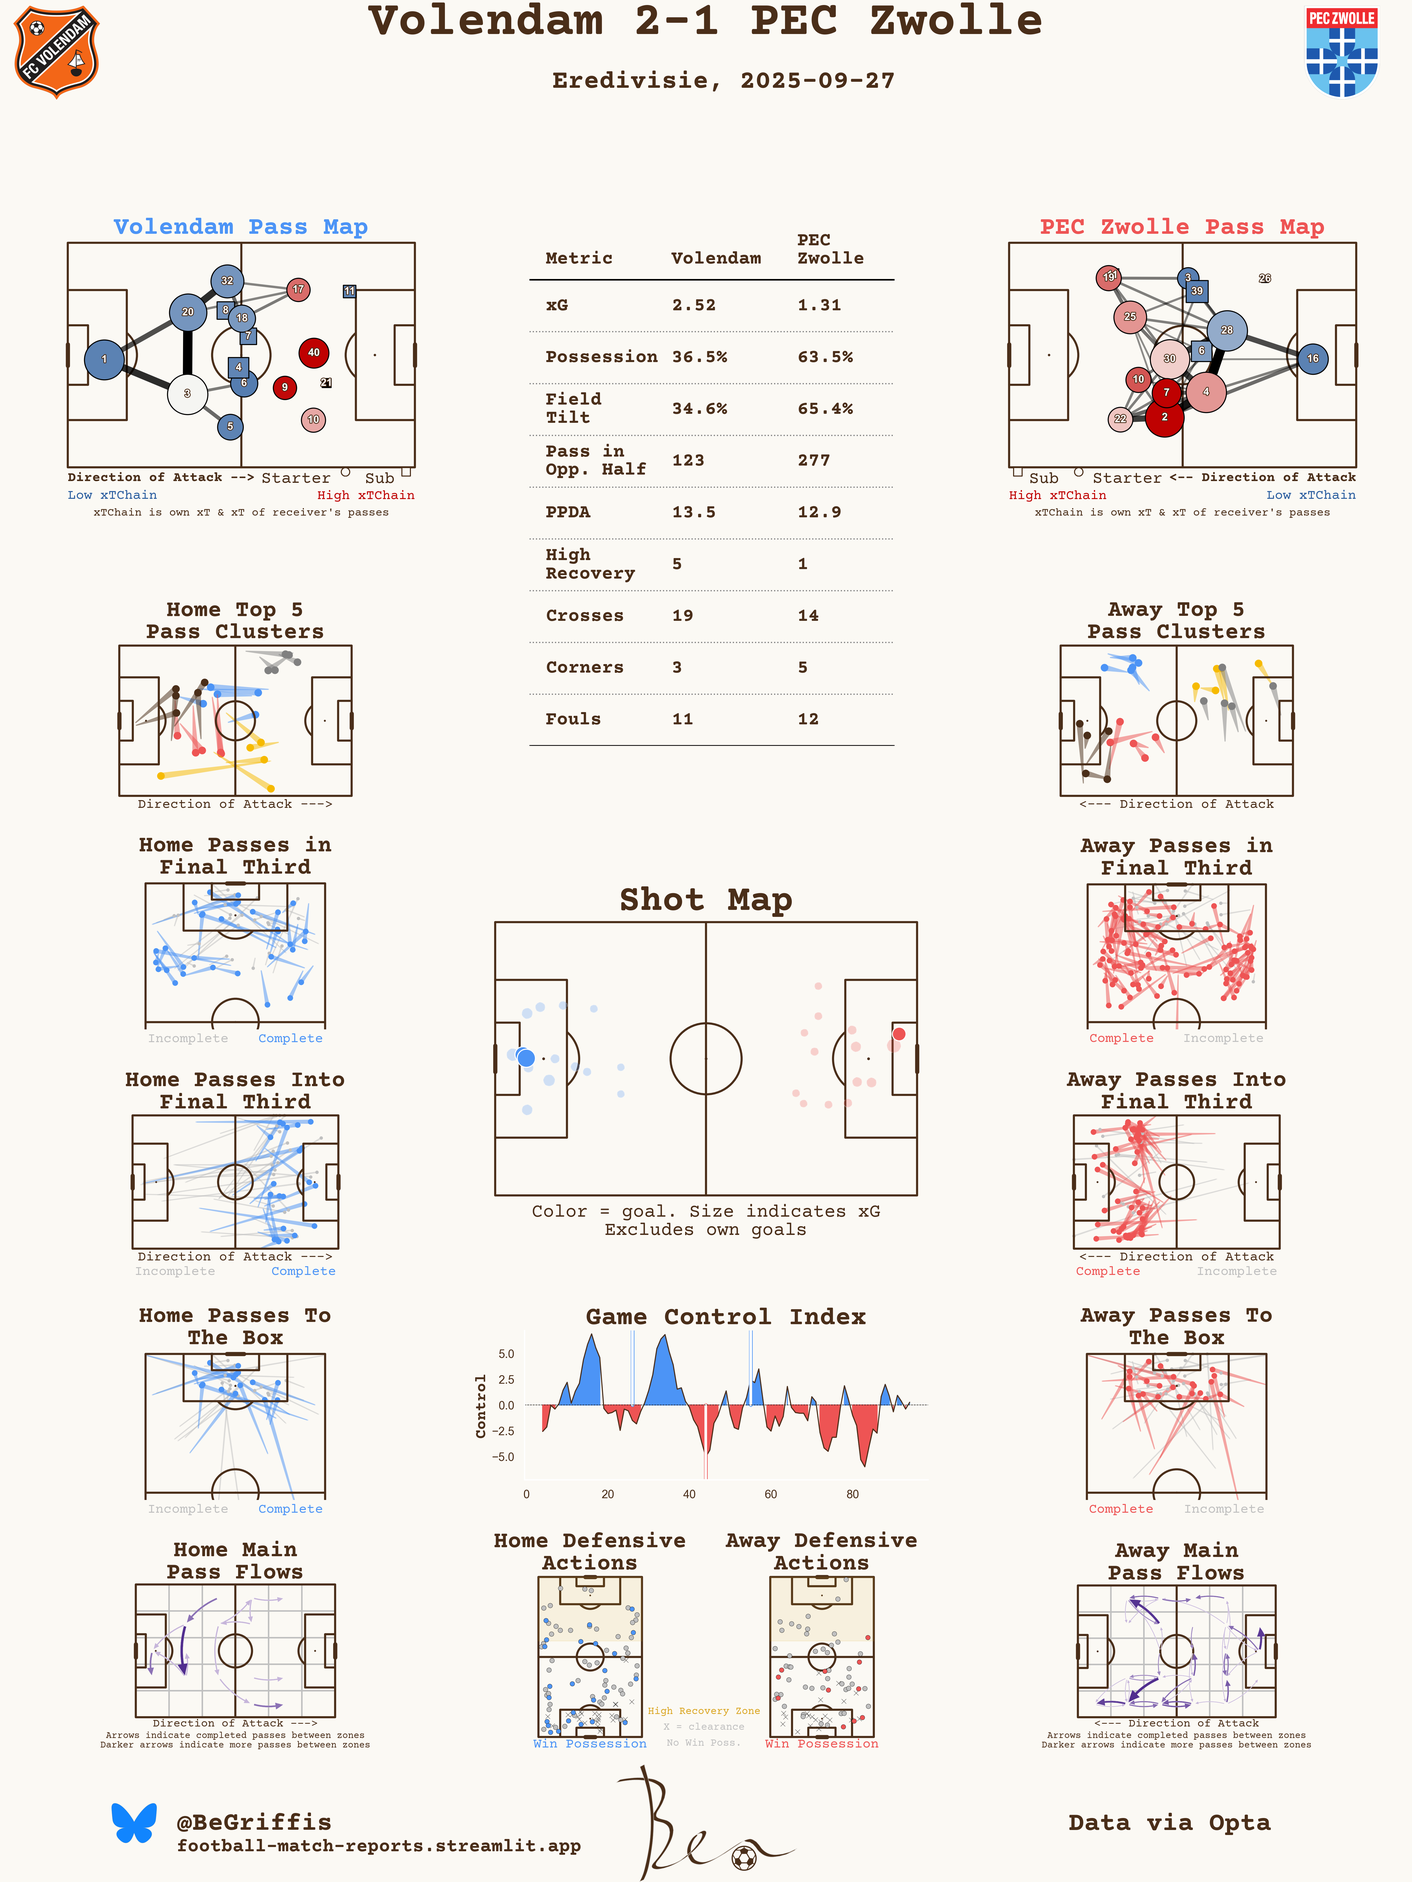 Volendam 2-1 PEC Zwolle
Eredivisie, 2025-09-27
FC VOLENDAM
PEC ZWOLLE
Volendam Pass Map
32
17
11
20
8
18
7
1
40
4
6
9
21
3
10
5
Direction of Attack --> Starter Sub
Low xTChain High xTChain
xTChain is own xT & xT of receiver's passes
Metric Volendam PEC Zwolle
xG 2.52 1.31
Possession 36.5% 63.5%
Field Tilt 34.6% 65.4%
Pass in Opp. Half 123 277
PPDA 13.5 12.9
High Recovery 5 1
Crosses 19 14
Corners 3 5
Fouls 11 12
PEC Zwolle Pass Map
19
3
26
39
25
28
6
30
16
10
7
4
22
2
Sub Starter <-- Direction of Attack
High xTChain Low xTChain
xTChain is own xT & xT of receiver's passes
Home Top 5
Pass Clusters
Direction of Attack --->
Away Top 5
Pass Clusters
<--- Direction of Attack
Home Passes in
Final Third
Incomplete Complete
Away Passes in
Final Third
Complete Incomplete
Shot Map
Color = goal. Size indicates xG
Excludes own goals
Home Passes Into
Final Third
Direction of Attack --->
Incomplete Complete
Away Passes Into
Final Third
<--- Direction of Attack
Complete Incomplete
Home Passes To
The Box
Incomplete Complete
Game Control Index
Control
5.0
2.5
0.0
−2.5
−5.0
0 20 40 60 80
Away Passes To
The Box
Complete Incomplete
Home Main
Pass Flows
Direction of Attack --->
Arrows indicate completed passes between zones
Darker arrows indicate more passes between zones
Home Defensive
Actions
Win Possession
Away Defensive
Actions
Win Possession
High Recovery Zone
X = clearance
No Win Poss.
Away Main
Pass Flows
<--- Direction of Attack
Arrows indicate completed passes between zones
Darker arrows indicate more passes between zones
@BeGriffis
football-match-reports.streamlit.app
Ben
Data via Opta